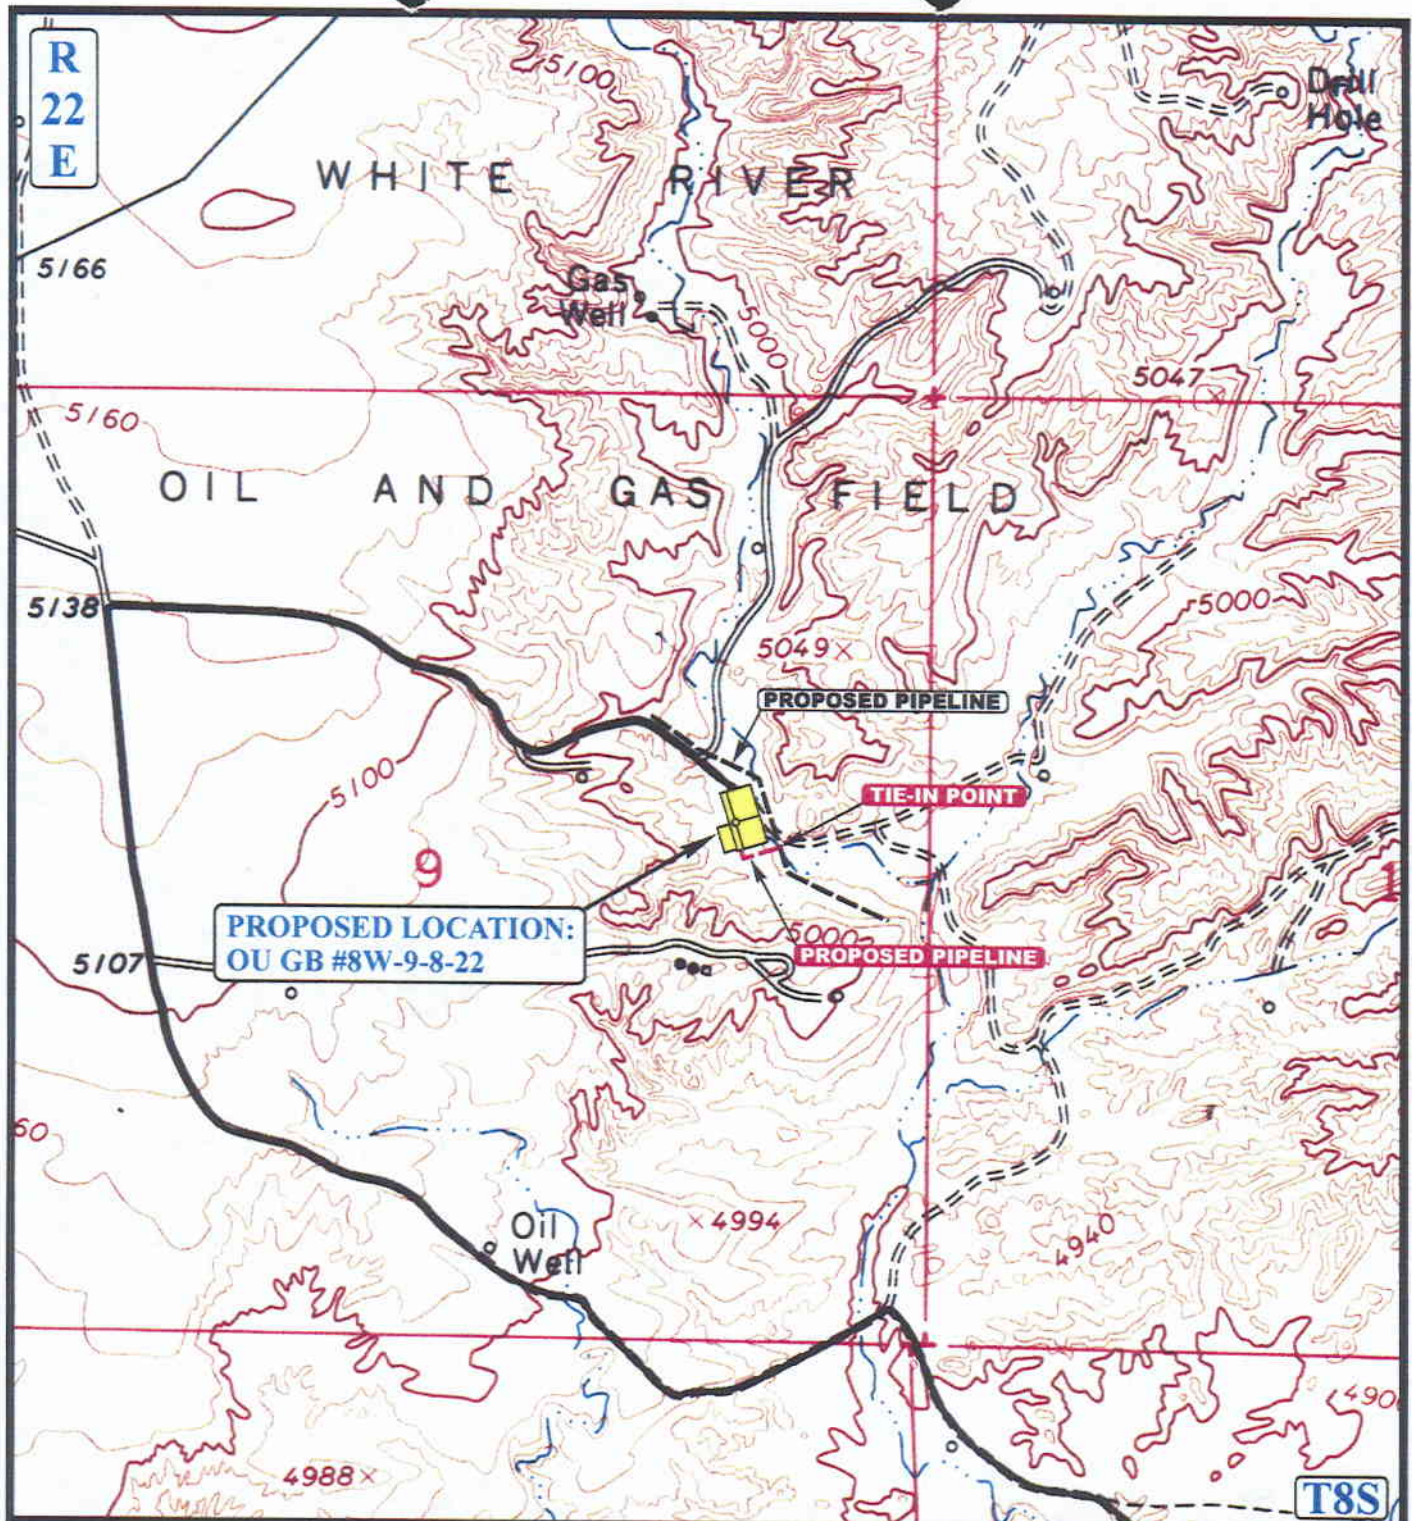 R
22
E
5100
Drill
Hole
WHITE RIVER
5166
Gas
Well
5000
5047
5160
OIL AND GAS FIELD
5138
5000
5049
PROPOSED PIPELINE
5100
TIE-IN POINT
9
PROPOSED LOCATION:
OU GB #8W-9-8-22
5000
PROPOSED PIPELINE
5107
60
Oil
Well
4994
4940
4988
T8S